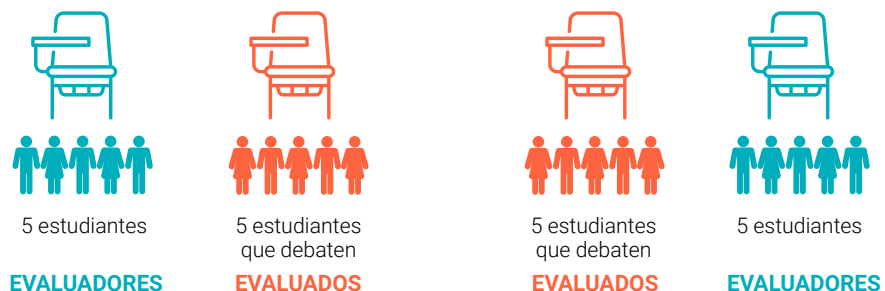 5 estudiantes
EVALUADORES
5 estudiantes
que debaten
EVALUADOS
5 estudiantes
que debaten
EVALUADOS
5 estudiantes
EVALUADORES